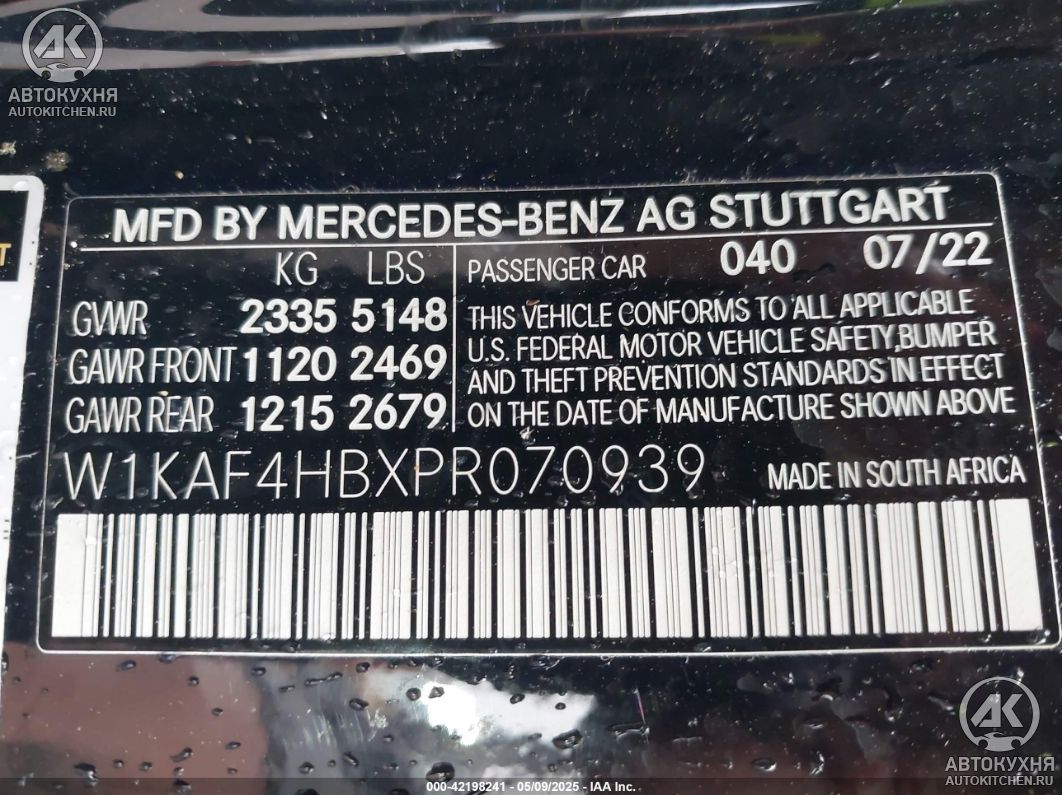 AK
АВТОКУХНЯ
AUTOKITCHEN.RU
MFD BY MERCEDES-BENZ AG STUTTGART
KG LBS
GVWR 2335 5148
GAWR FRONT 1120 2469
GAWR REAR 1215 2679
PASSENGER CAR 040 07/22
THIS VEHICLE CONFORMS TO ALL APPLICABLE
U.S. FEDERAL MOTOR VEHICLE SAFETY,BUMPER
AND THEFT PREVENTION STANDARDS IN EFFECT
ON THE DATE OF MANUFACTURE SHOWN ABOVE
W1KAF4HBXPR070939 MADE IN SOUTH AFRICA
AK
АВТОКУХНЯ
AUTOKITCHEN.RU
000-42198241 - 05/09/2025 - IAA Inc.